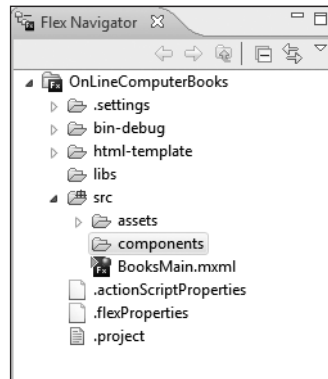 Flex Navigator
OnLineComputerBooks
.settings
bin-debug
html-template
libs
src
assets
components
BooksMain.mxml
.actionScriptProperties
.flexProperties
.project